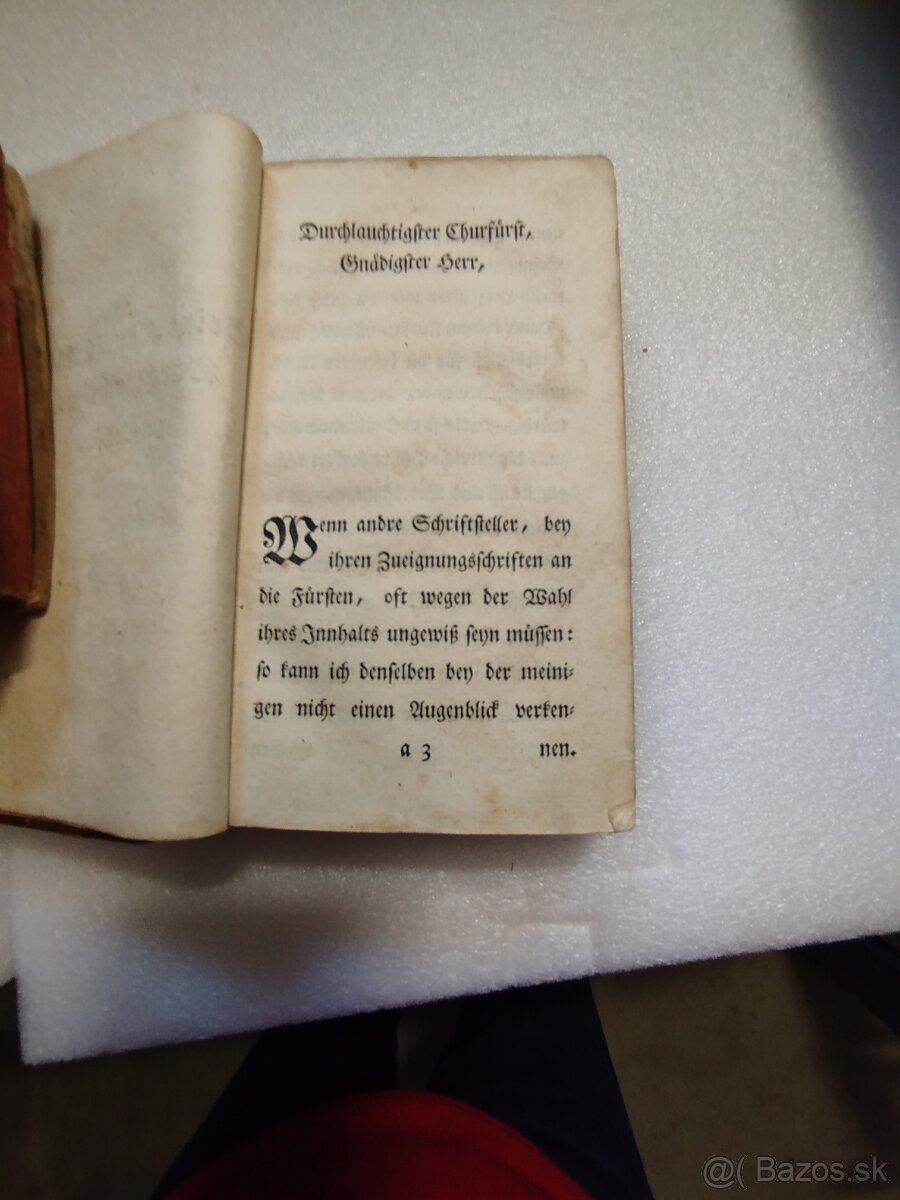 Durchlauchtigster Churfürst,
Gnädigster Herr,
Wenn andre Schriftsteller, bey
ihren Zueignungsschriften an
die Fürsten, oft wegen der Wahl
ihres Innhalts ungewiß seyn müssen:
so kann ich denselben bey der meini-
gen nicht einen Augenblick verken-
a 3 nen.
@( Bazos.sk